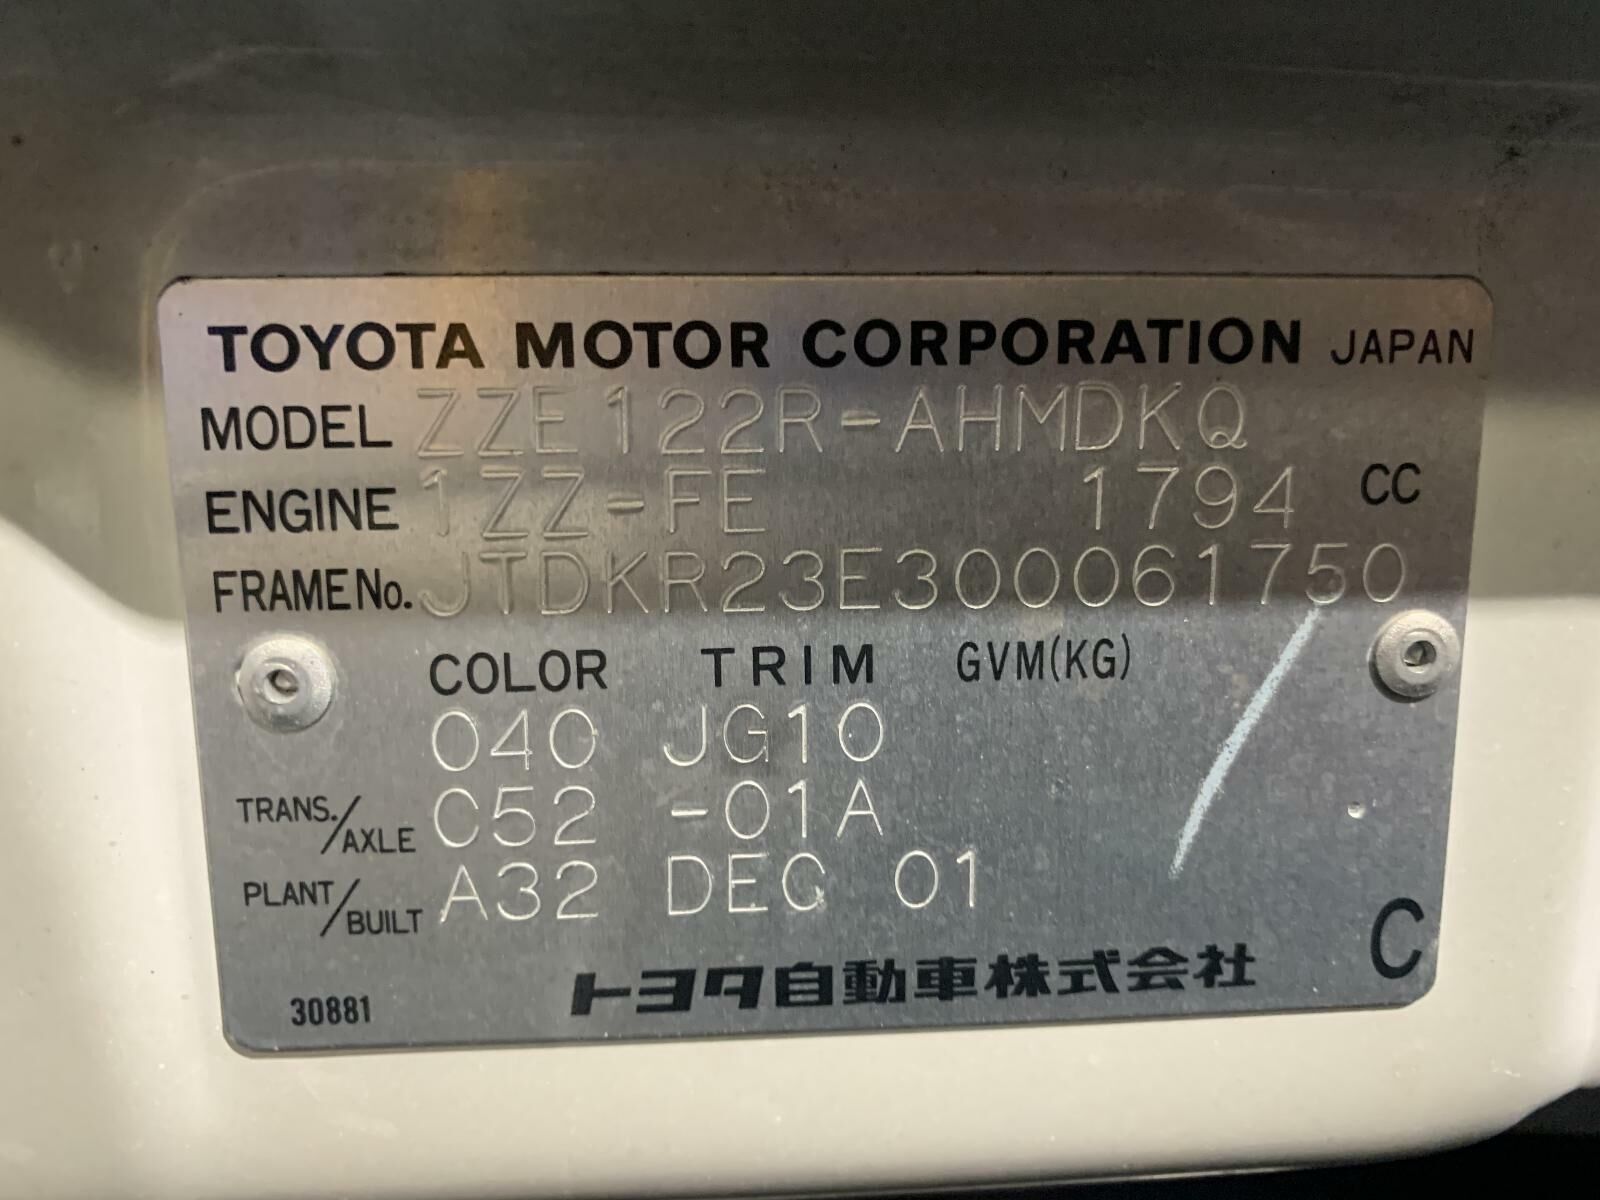 TOYOTA MOTOR CORPORATION JAPAN
MODEL ZZE122R-AHMDKQ
ENGINE 1ZZ-FE 1794 CC
FRAME No. JTDKR23E300061750
COLOR TRIM GVM(KG)
040 JG10
TRANS./AXLE C52 -01A
PLANT/BUILT A32 DEC 01
C
30881 トヨタ自動車株式会社